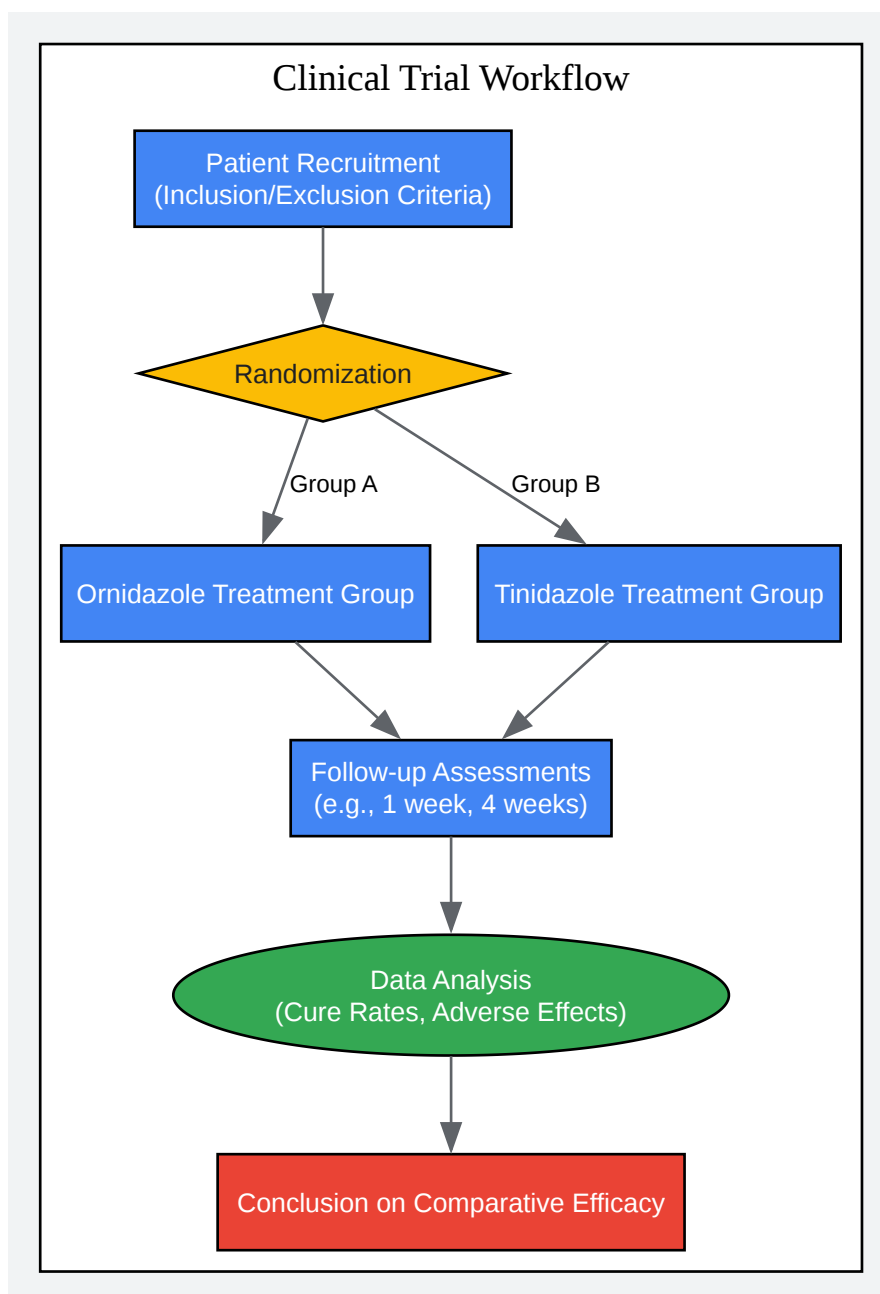 Clinical Trial Workflow
Patient Recruitment
(Inclusion/Exclusion Criteria)
Randomization
Group A
Group B
Ornidazole Treatment Group
Tinidazole Treatment Group
Follow-up Assessments
(e.g., 1 week, 4 weeks)
Data Analysis
(Cure Rates, Adverse Effects)
Conclusion on Comparative Efficacy